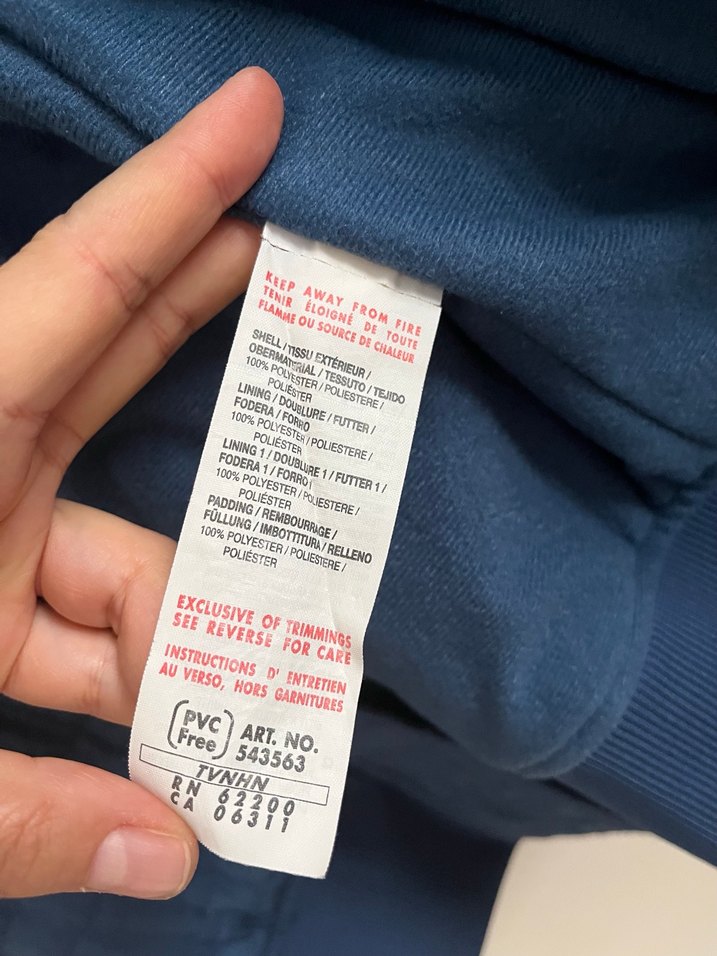 KEEP AWAY FROM FIRE
TENIR ÉLOIGNÉ DE TOUTE
FLAMME OU SOURCE DE CHALEUR
SHELL / TISSU EXTÉRIEUR /
OBERMATERIAL / TESSUTO / TEJIDO
100% POLYESTER / POLIESTERE /
POLIÉSTER
LINING / DOUBLURE / FUTTER /
FODERA / FORRO
100% POLYESTER / POLIESTERE /
POLIÉSTER
LINING 1 / DOUBLURE 1 / FUTTER 1 /
FODERA 1 / FORRO
100% POLYESTER / POLIESTERE /
POLIÉSTER
PADDING / REMBOURRAGE /
FÜLLUNG / IMBOTTITURA / RELLENO
100% POLYESTER / POLIESTERE /
POLIÉSTER
EXCLUSIVE OF TRIMMINGS
SEE REVERSE FOR CARE
INSTRUCTIONS D' ENTRETIEN
AU VERSO, HORS GARNITURES
PVC
Free
ART. NO.
543563
TVNHN
RN 62200
CA 06311